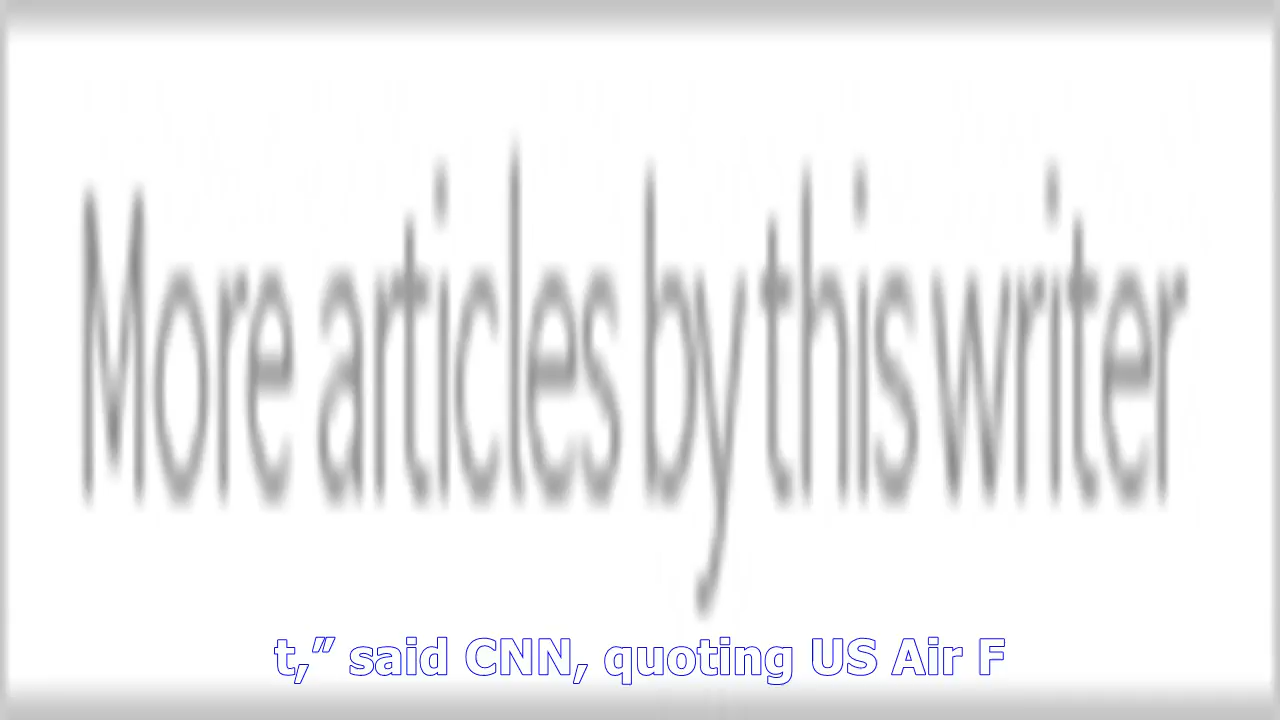 More articles by this writer
t,” said CNN, quoting US Air F